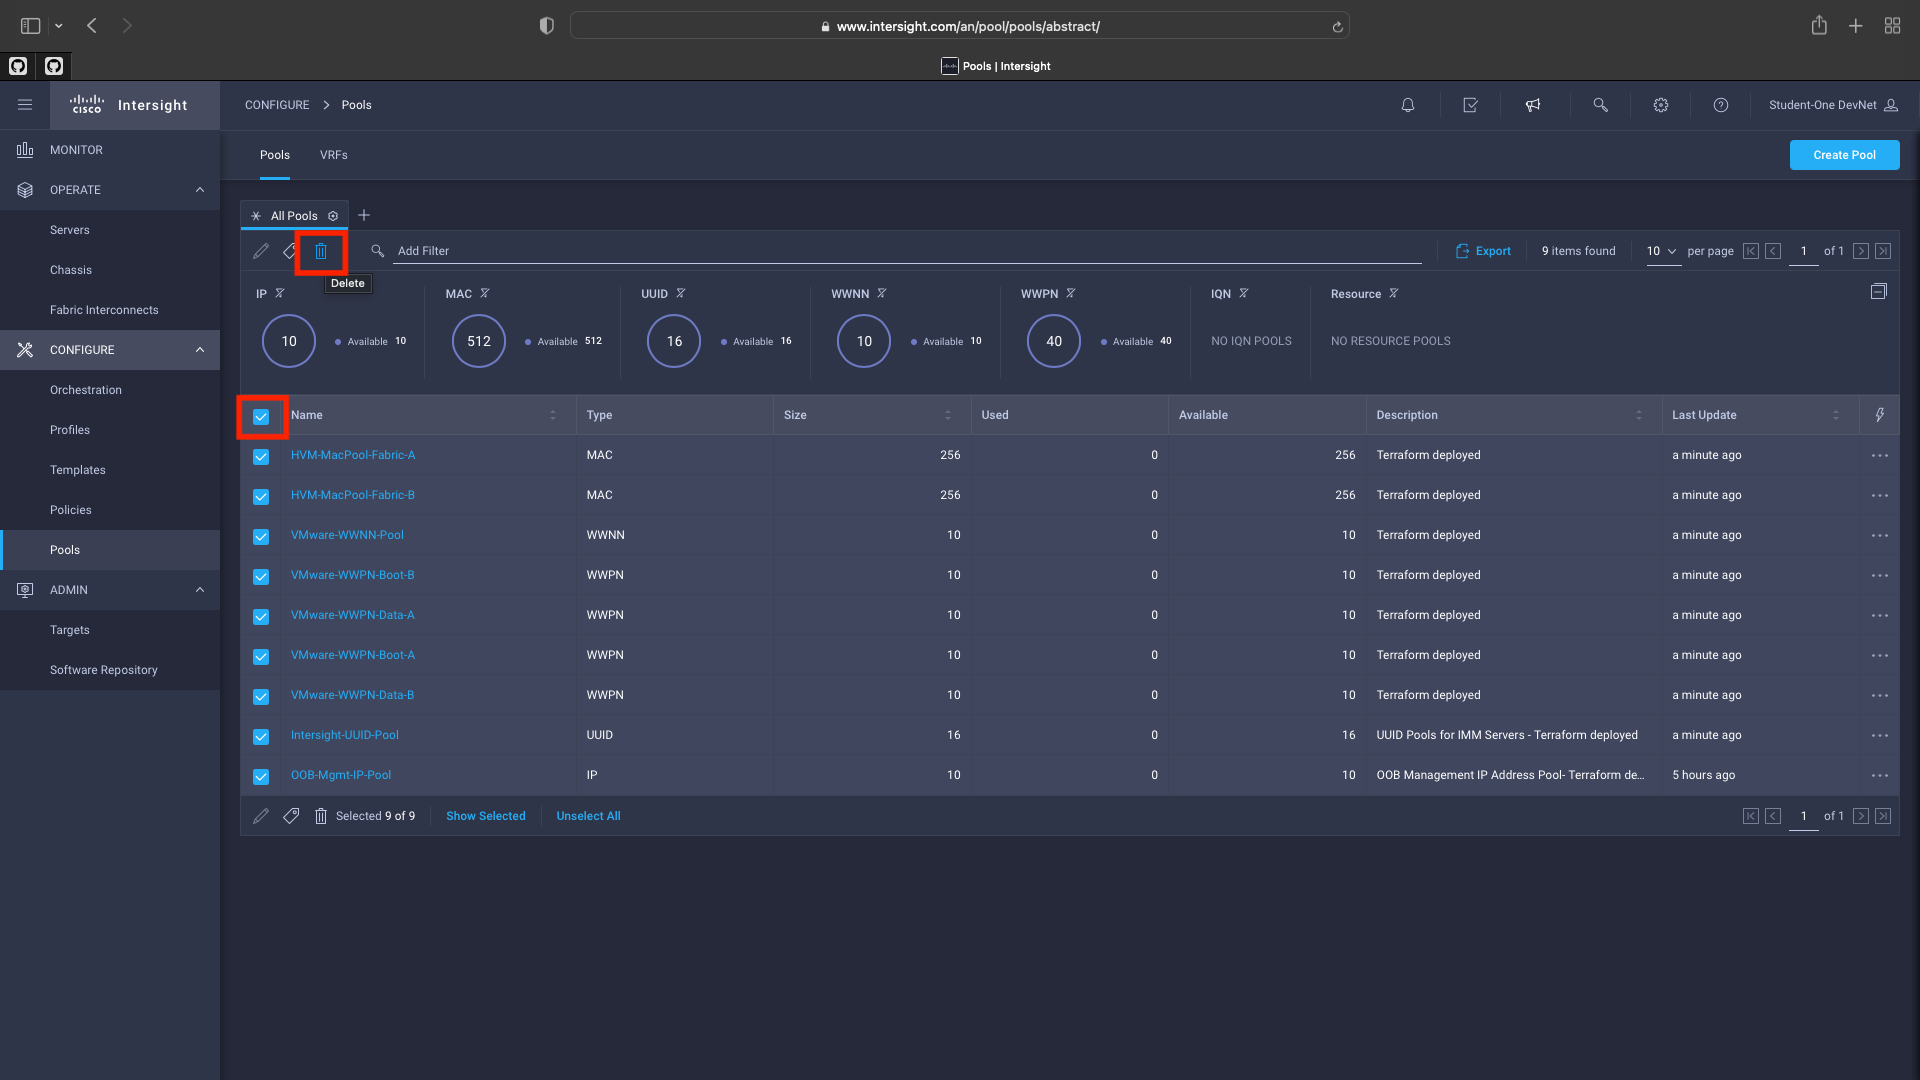 www.intersight.com/an/pool/pools/abstract/
Pools | Intersight
CISCO Intersight
CONFIGURE > Pools
Student-One DevNet
MONITOR
OPERATE
Servers
Chassis
Fabric Interconnects
CONFIGURE
Orchestration
Profiles
Templates
Policies
Pools
ADMIN
Targets
Software Repository
Pools VRFs Create Pool
All Pools
Add Filter Export 9 items found 10 per page 1 of 1
Delete
IP MAC UUID WWNN WWPN IQN Resource
10 Available 10 512 Available 512 16 Available 16 10 Available 10 40 Available 40 NO IQN POOLS NO RESOURCE POOLS
Name Type Size Used Available Description Last Update
HVM-MacPool-Fabric-A MAC 256 0 256 Terraform deployed a minute ago
HVM-MacPool-Fabric-B MAC 256 0 256 Terraform deployed a minute ago
VMware-WWNN-Pool WWNN 10 0 10 Terraform deployed a minute ago
VMware-WWPN-Boot-B WWPN 10 0 10 Terraform deployed a minute ago
VMware-WWPN-Data-A WWPN 10 0 10 Terraform deployed a minute ago
VMware-WWPN-Boot-A WWPN 10 0 10 Terraform deployed a minute ago
VMware-WWPN-Data-B WWPN 10 0 10 Terraform deployed a minute ago
Intersight-UUID-Pool UUID 16 0 16 UUID Pools for IMM Servers - Terraform deployed a minute ago
OOB-Mgmt-IP-Pool IP 10 0 10 OOB Management IP Address Pool- Terraform de... 5 hours ago
Selected 9 of 9 Show Selected Unselect All 1 of 1